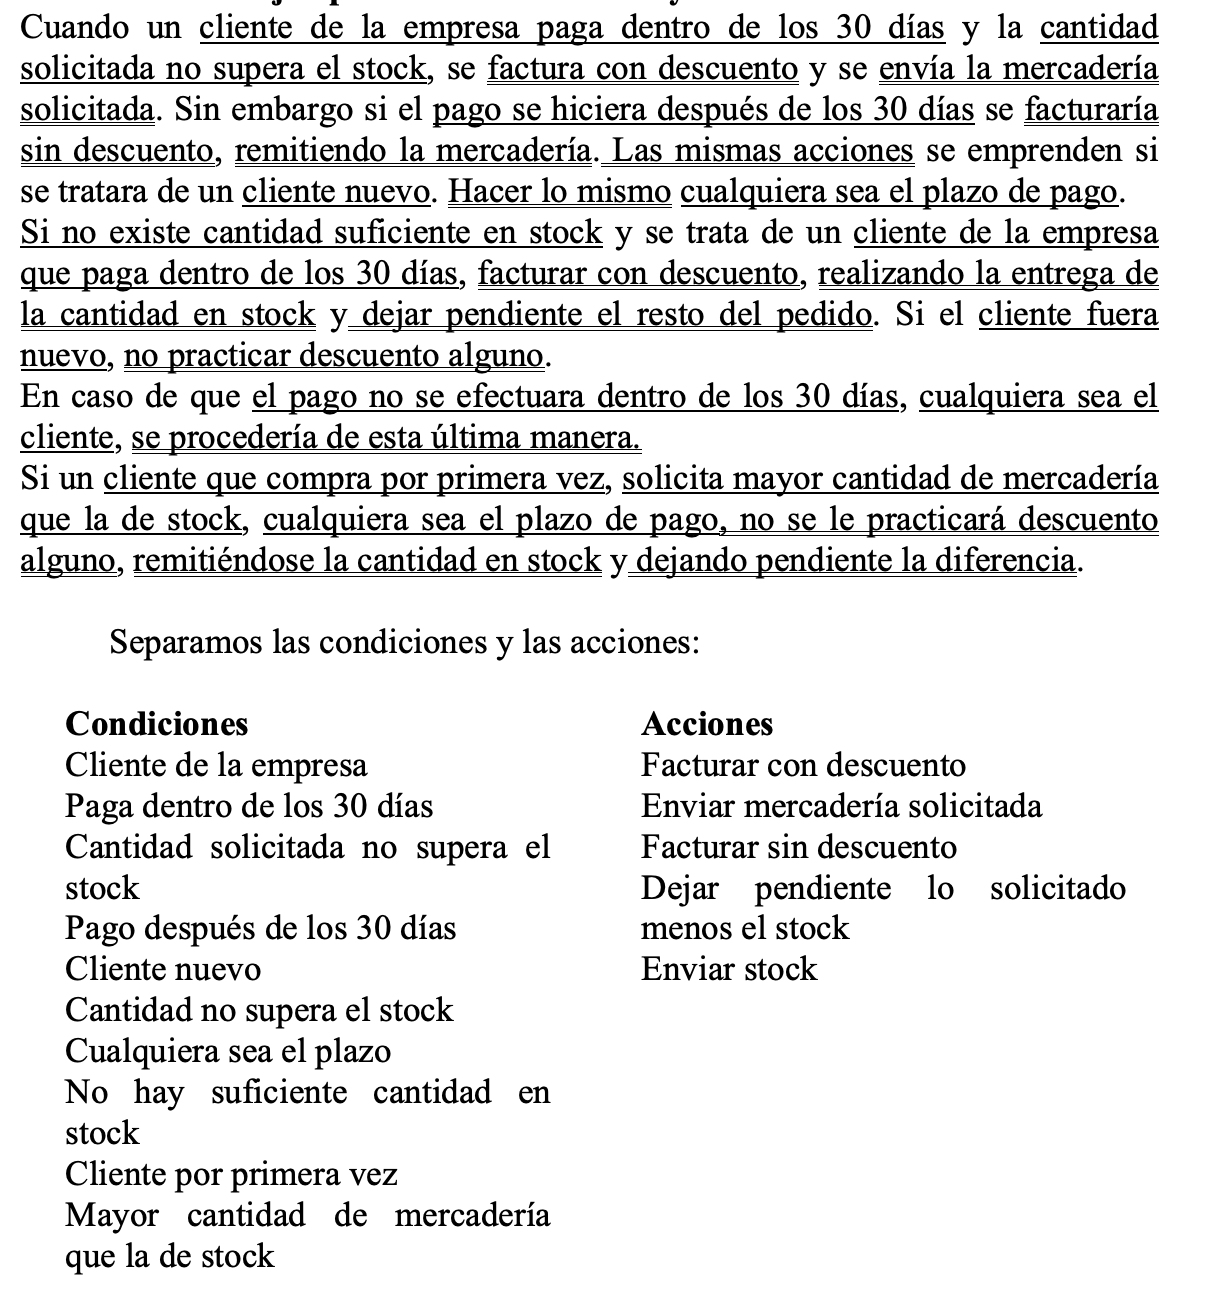 Cuando un cliente de la empresa paga dentro de los 30 días y la cantidad
solicitada no supera el stock, se factura con descuento y se envía la mercadería
solicitada. Sin embargo si el pago se hiciera después de los 30 días se facturaría
sin descuento, remitiendo la mercadería. Las mismas acciones se emprenden si
se tratara de un cliente nuevo. Hacer lo mismo cualquiera sea el plazo de pago.
Si no existe cantidad suficiente en stock y se trata de un cliente de la empresa
que paga dentro de los 30 días, facturar con descuento, realizando la entrega de
la cantidad en stock y dejar pendiente el resto del pedido. Si el cliente fuera
nuevo, no practicar descuento alguno.
En caso de que el pago no se efectuara dentro de los 30 días, cualquiera sea el
cliente, se procedería de esta última manera.
Si un cliente que compra por primera vez, solicita mayor cantidad de mercadería
que la de stock, cualquiera sea el plazo de pago, no se le practicará descuento
alguno, remitiéndose la cantidad en stock y dejando pendiente la diferencia.
Separamos las condiciones y las acciones:
Condiciones
Cliente de la empresa
Paga dentro de los 30 días
Cantidad solicitada no supera el
stock
Pago después de los 30 días
Cliente nuevo
Cantidad no supera el stock
Cualquiera sea el plazo
No hay suficiente cantidad en
stock
Cliente por primera vez
Mayor cantidad de mercadería
que la de stock
Acciones
Facturar con descuento
Enviar mercadería solicitada
Facturar sin descuento
Dejar pendiente lo solicitado
menos el stock
Enviar stock